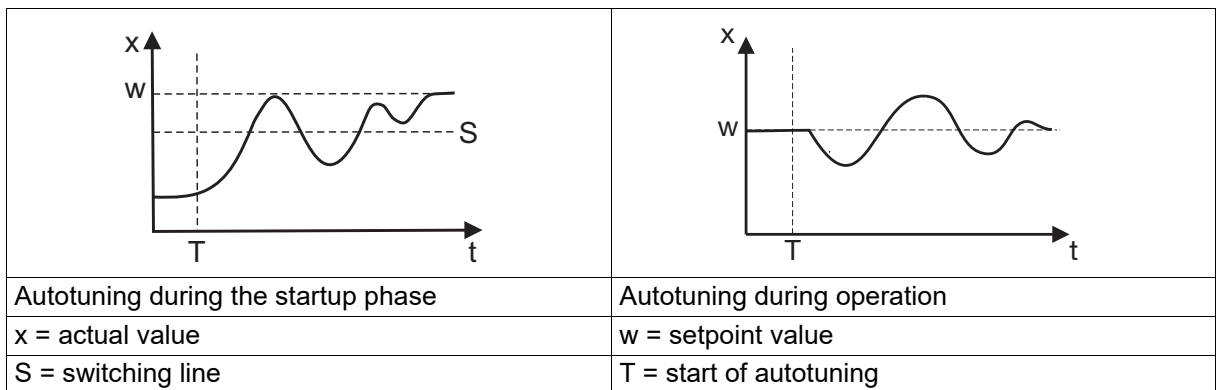 x
w
S
T
t
x
w
T
t
Autotuning during the startup phase
Autotuning during operation
x = actual value
w = setpoint value
S = switching line
T = start of autotuning